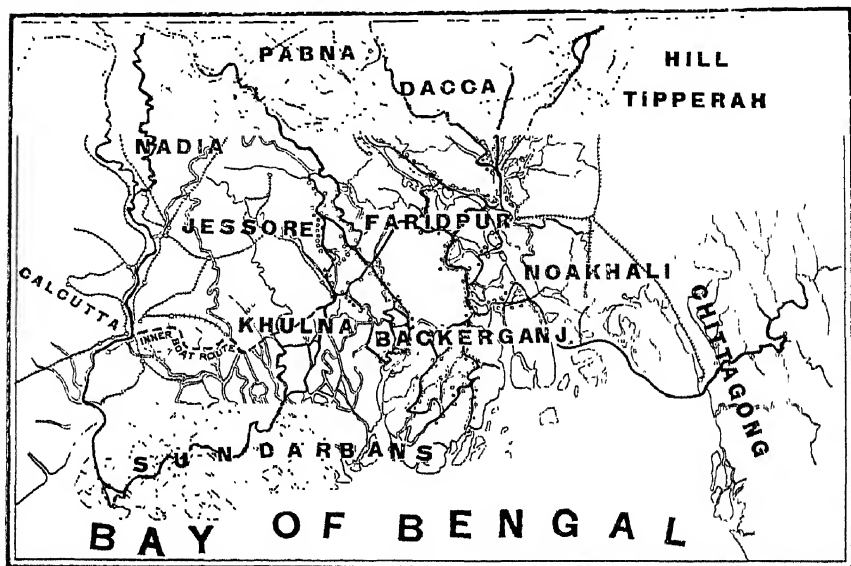 PABNA
HILL
TIPPERAH
DACCA
NADIA
JESSORE
FARIDPUR
NOAKHALI
CALCUTTA
CHITTAGONG
KHULNA
BACKERGANJ.
INNER BOAT ROUTE
SUNDARBANS
BAY OF BENGAL